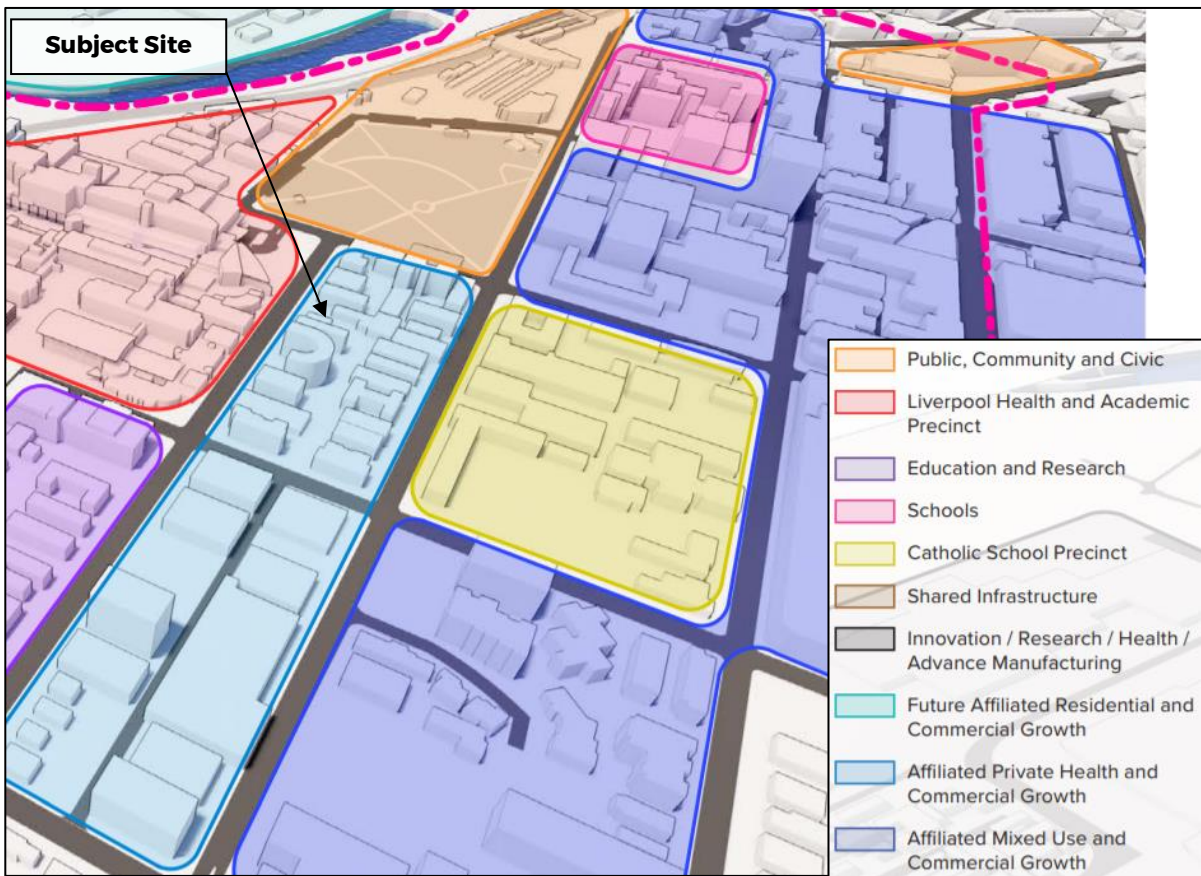 Subject Site
Public, Community and Civic
Liverpool Health and Academic
Precinct
Education and Research
Schools
Catholic School Precinct
Shared Infrastructure
Innovation / Research / Health /
Advance Manufacturing
Future Affiliated Residential and
Commercial Growth
Affiliated Private Health and
Commercial Growth
Affiliated Mixed Use and
Commercial Growth